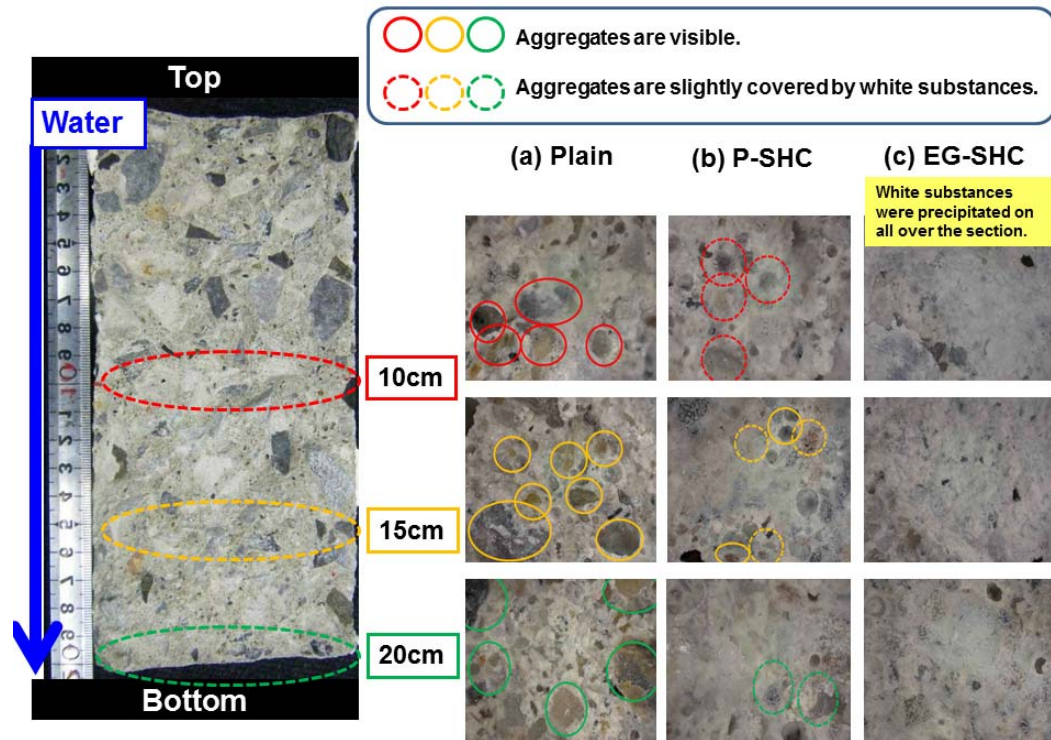 Aggregates are visible.
Aggregates are slightly covered by white substances.
Top
Water
(a) Plain
(b) P-SHC
(c) EG-SHC
White substances
were precipitated on
all over the section.
10cm
15cm
20cm
Bottom